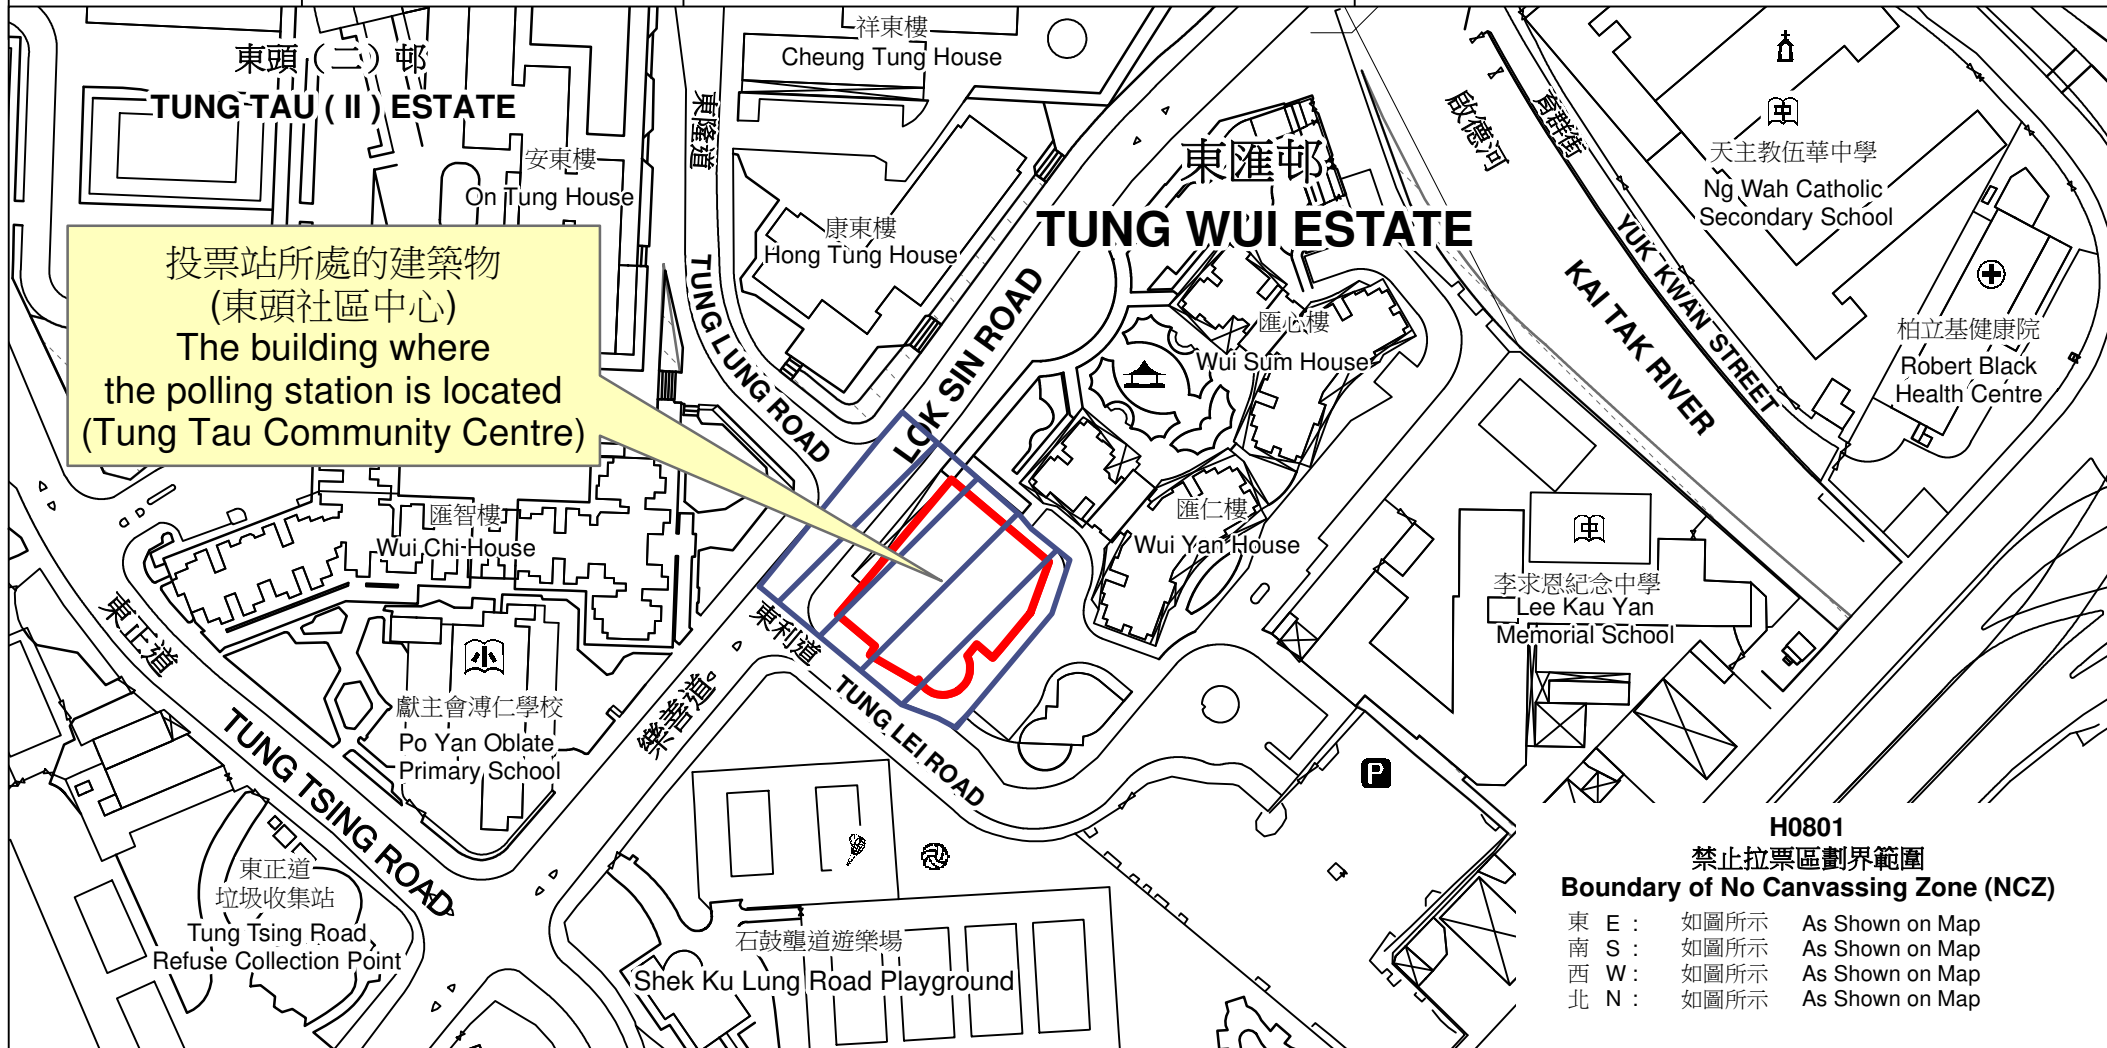 東頭（二）邨
TUNG TAU ( II ) ESTATE
祥東樓
Cheung Tung House
安東樓
On Tung House
東隆道
TUNG LUNG ROAD
康東樓
Hong Tung House
東匯邨
TUNG WUI ESTATE
啟德河
KAI TAK RIVER
育群街
YUK KWAN STREET
中
天主教伍華中學
Ng Wah Catholic
Secondary School
柏立基健康院
Robert Black
Health Centre
投票站所處的建築物
(東頭社區中心)
The building where
the polling station is located
(Tung Tau Community Centre)
LOK SIN ROAD
匯心樓
Wui Sum House
匯仁樓
Wui Yan House
匯智樓
Wui Chi House
中
李求恩紀念中學
Lee Kau Yan
Memorial School
東正道
TUNG TSING ROAD
小
獻主會溥仁學校
Po Yan Oblate
Primary School
樂善道
東利道
TUNG LEI ROAD
P
東正道
垃圾收集站
Tung Tsing Road
Refuse Collection Point
石鼓壟道遊樂場
Shek Ku Lung Road Playground
H0801
禁止拉票區劃界範圍
Boundary of No Canvassing Zone (NCZ)
東 E : 如圖所示 As Shown on Map
南 S : 如圖所示 As Shown on Map
西 W : 如圖所示 As Shown on Map
北 N : 如圖所示 As Shown on Map